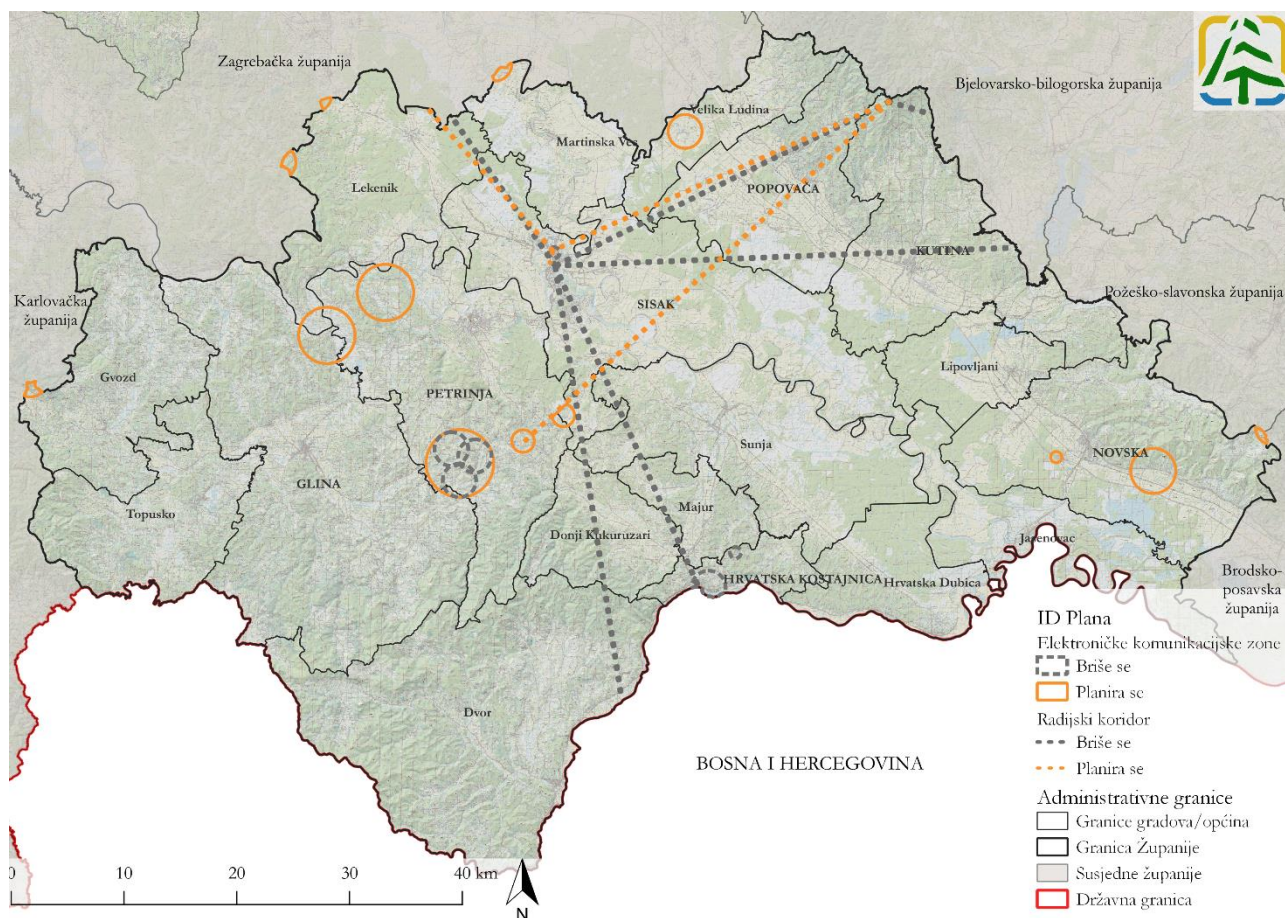 Zagrebačka županija
Bjelovarsko-bilogorska županija
Velika Ludina
Martinska Ves
Lekenik
POPOVAČA
KUTINA
Karlovačka
županija
SISAK
Požeško-slavonska županija
Gvozd
Lipovljani
PETRINJA
Sunja
NOVSKA
GLINA
Majur
Topusko
Donji Kukuruzari
Jasenovac
HRVATSKA KOSTAJNICA
Hrvatska Dubica
Brodsko-
posavska
županija
Dvor
BOSNA I HERCEGOVINA
ID Plana
Elektroničke komunikacijske zone
Briše se
Planira se
Radijski koridor
Briše se
Planira se
Administrativne granice
Granice gradova/općina
Granica Županije
Susjedne županije
Državna granica
0 10 20 30 40 km
N